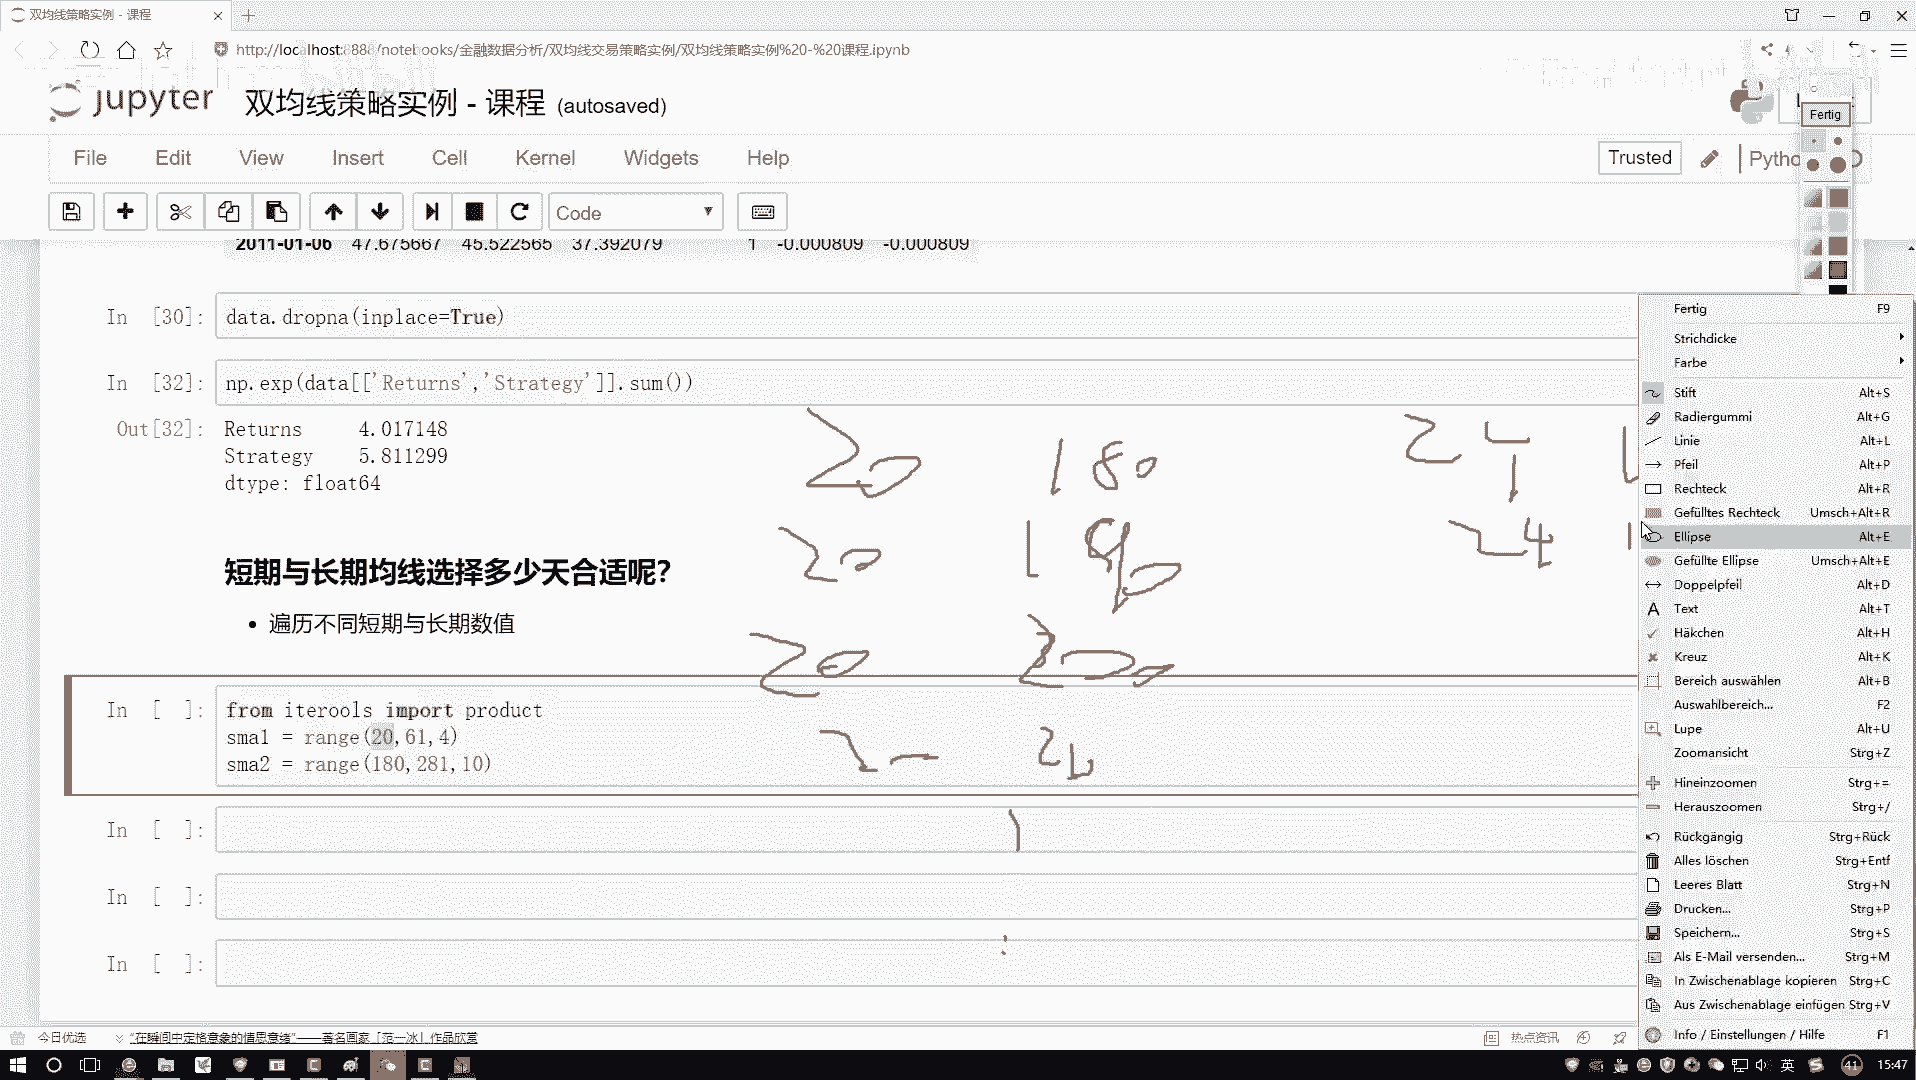 双均线策略实例 - 课程
http://localhost:8888/notebooks/金融数据分析/双均线交易策略实例/双均线策略实例%20-%20课程.ipynb
jupyter 双均线策略实例 - 课程 (autosaved)
Fertig
File Edit View Insert Cell Kernel Widgets Help
Trusted
Pytho
Code
2011-01-06 47.675667 45.522565 37.392079 1 -0.000809 -0.000809
In [30]: data.dropna(inplace=True)
In [32]: np.exp(data[['Returns','Strategy']].sum())
Out[32]: Returns 4.017148
Strategy 5.811299
dtype: float64
20 180 24
20 190 24
20 200
短期与长期均线选择多少天合适呢?
• 遍历不同短期与长期数值
In [ ]: from iterools import product
sma1 = range(20,61,4)
sma2 = range(180,281,10)
In [ ]:
In [ ]:
In [ ]:
Fertig F9
Strichdicke
Farbe
Stift Alt+S
Radiergummi Alt+G
Linie Alt+L
Pfeil Alt+P
Rechteck Alt+R
Gefülltes Rechteck Umsch+Alt+R
Ellipse Alt+E
Gefüllte Ellipse Umsch+Alt+E
Doppelpfeil Alt+D
Text Alt+T
Häkchen Alt+H
Kreuz Alt+K
Bereich auswählen Alt+B
Auswahlbereich... F2
Lupe Alt+U
Zoomansicht Strg+Z
Hineinzoomen Strg+=
Herauszoomen Strg+/
Rückgängig Strg+Rück
Alles löschen Strg+Entf
Leeres Blatt Strg+N
Drucken... Strg+P
Speichern... Strg+S
Als E-Mail versenden... Strg+M
In Zwischenablage kopieren Strg+C
Aus Zwischenablage einfügen Strg+V
Info / Einstellungen / Hilfe F1
今日优选 “在瞬间中定格意象的情思意绪”——著名画家「范一冰」作品欣赏
热点资讯
英 41 15:47